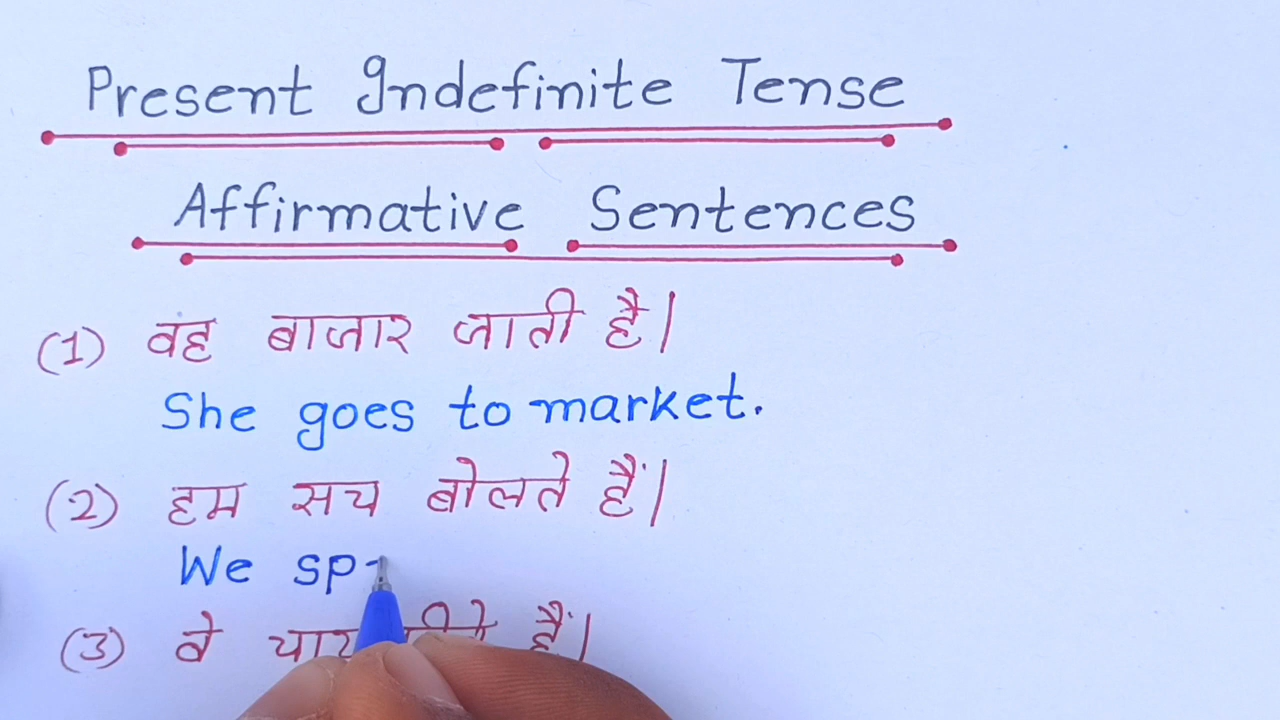 Present Indefinite Tense
Affirmative Sentences
(1) वह बाजार जाती है।
She goes to market.
(2) हम सच बोलते हैं।
We sp
(3) वे चाय हैं।